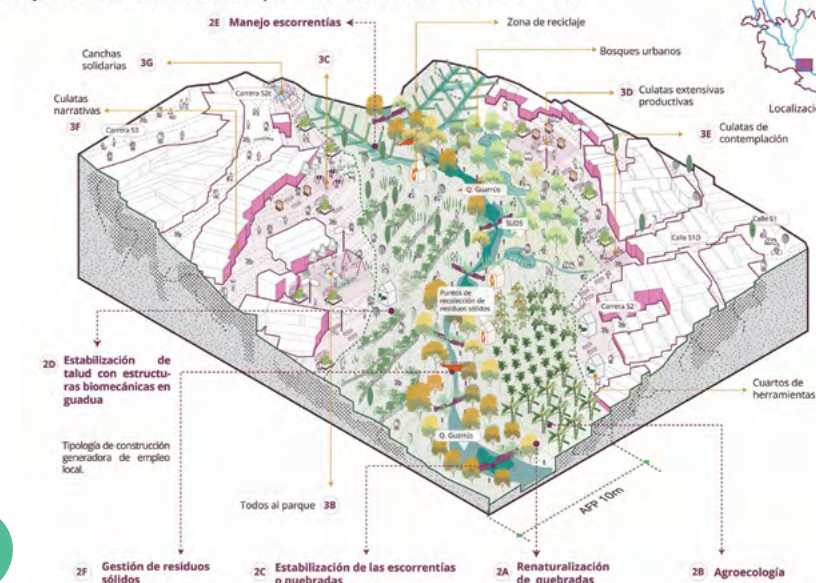 2E Manejo escorrentías
Zona de reciclaje
Bosques urbanos
Canchas
solidarias 3G
3C
3D Culatas extensivas
productivas
Culatas
narrativas
3F
Carrera 52c
Carrera 53
Localizació
3E Culatas de
contemplación
Q. Guarrús
SUDS
Calle 51
Calle 51D
Puntos de
recolección de
residuos sólidos
Carrera 52
2D Estabilización de
talud con estructu-
ras biomecánicas en
guadua
Cuartos de
herramientas
Q. Guarrús
Tipología de construcción
generadora de empleo
local.
AFP 10m
Todos al parque 3B
2F Gestión de residuos
sólidos
2C Estabilización de las escorrentías
o quebradas
2A Renaturalización
de quebradas
2B Agroecología